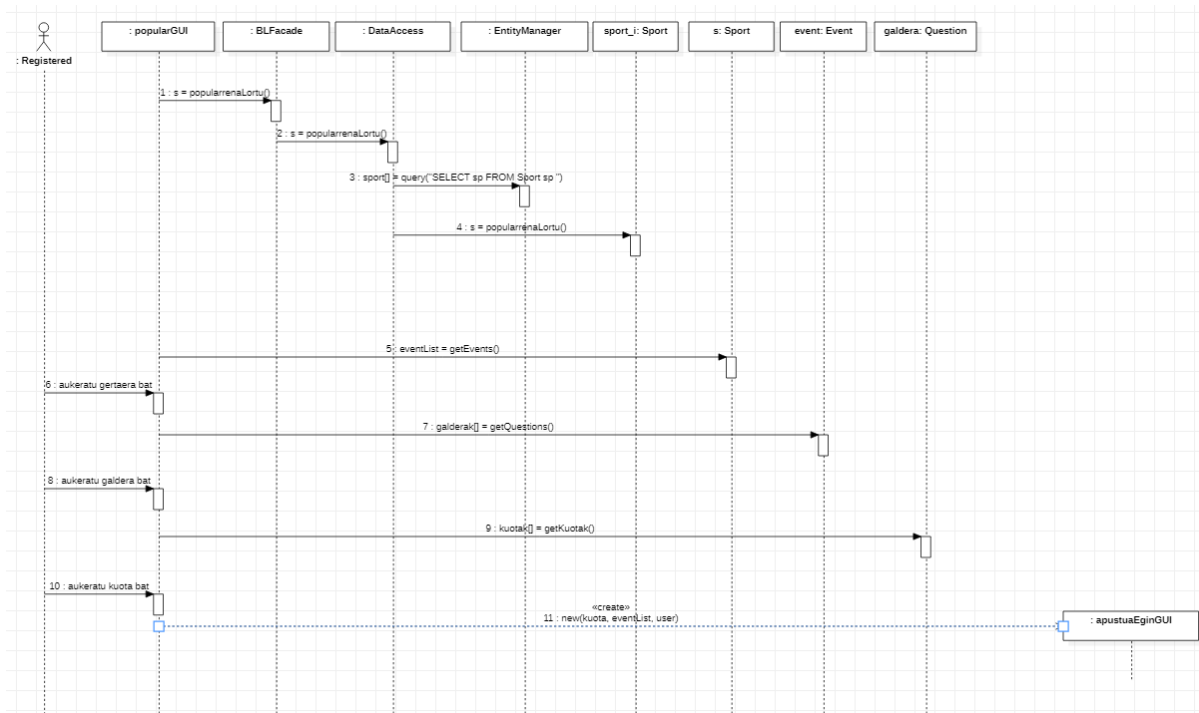 : popularGUI
: BLFacade
: DataAccess
: EntityManager
sport_i: Sport
s: Sport
event: Event
galdera: Question
: Registered
1 : s = popularrenaLortu()
2 : s = popularrenaLortu()
3 : sport[] = query("SELECT sp FROM Sport sp ")
4 : s = popularrenaLortu()
5 : eventList = getEvents()
6 : aukeratu gertaera bat
7 : galderak[] = getQuestions()
8 : aukeratu galdera bat
9 : kuotak[] = getKuotak()
10 : aukeratu kuota bat
«create»
11 : new(kuota, eventList, user)
: apustuaEginGUI